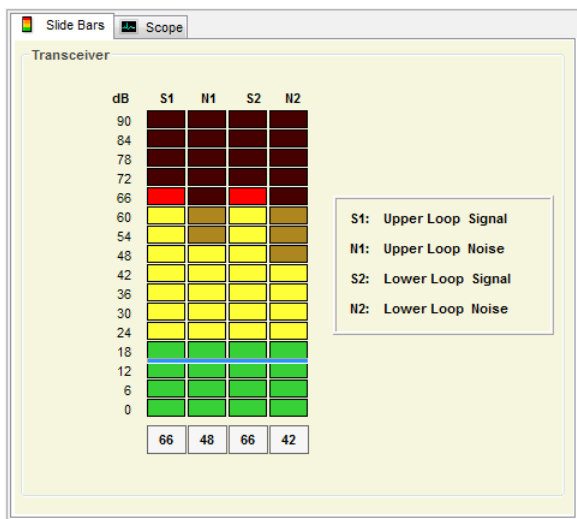 Slide Bars Scope
Transceiver
dB S1 N1 S2 N2
90
84
78
72
66
60
54
48
42
36
30
24
18
12
6
0
66 48 66 42
S1: Upper Loop Signal
N1: Upper Loop Noise
S2: Lower Loop Signal
N2: Lower Loop Noise